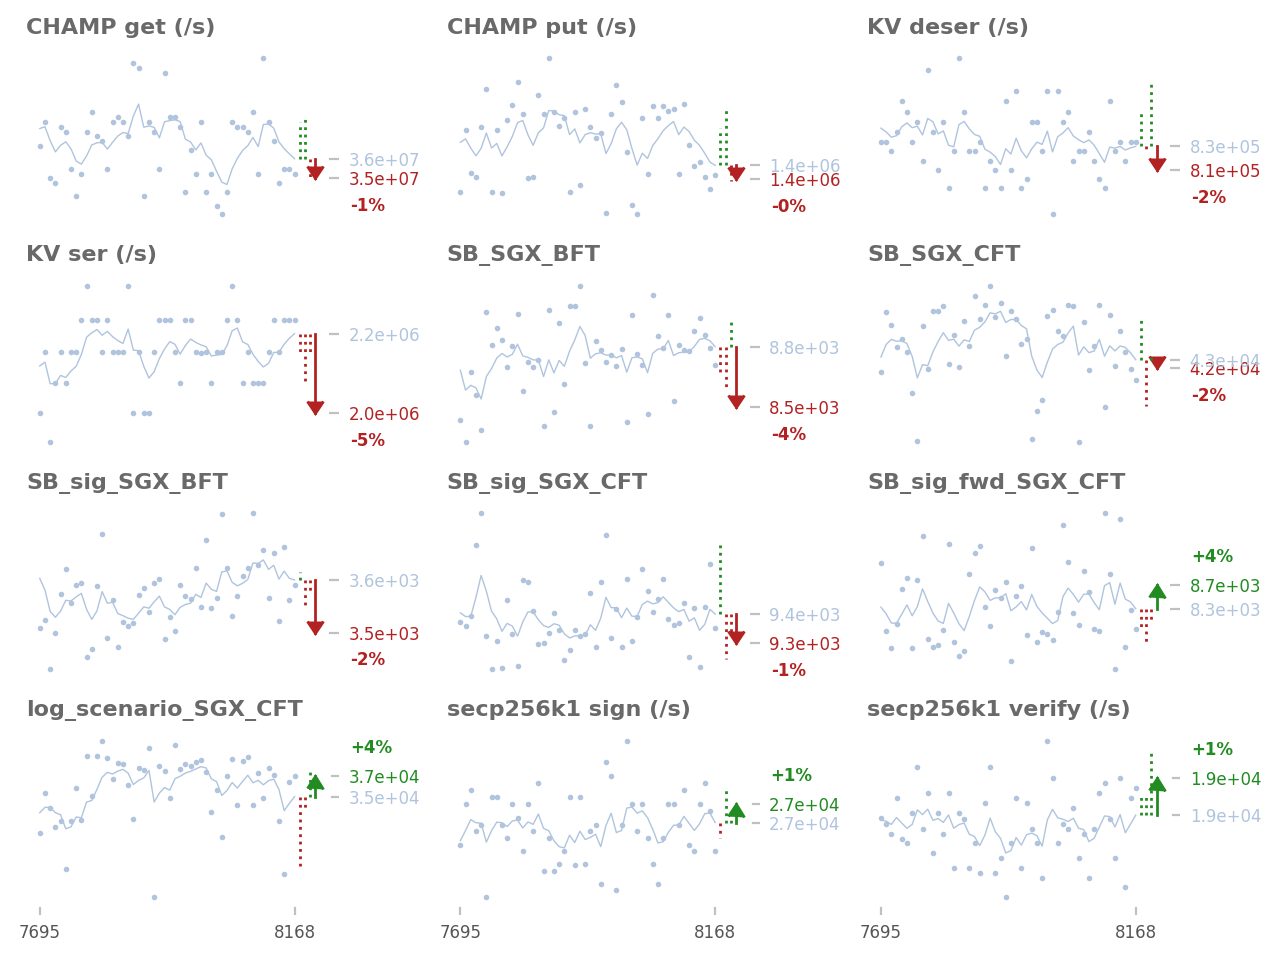 CHAMP get (/s)
3.6e+07
3.5e+07
-1%
CHAMP put (/s)
1.4e+06
1.4e+06
-0%
KV deser (/s)
8.3e+05
8.1e+05
-2%
KV ser (/s)
2.2e+06
2.0e+06
-5%
SB_SGX_BFT
8.8e+03
8.5e+03
-4%
SB_SGX_CFT
4.3e+04
4.2e+04
-2%
SB_sig_SGX_BFT
3.6e+03
3.5e+03
-2%
SB_sig_SGX_CFT
9.4e+03
9.3e+03
-1%
SB_sig_fwd_SGX_CFT
+4%
8.7e+03
8.3e+03
log_scenario_SGX_CFT
+4%
3.7e+04
3.5e+04
7695
8168
secp256k1 sign (/s)
+1%
2.7e+04
2.7e+04
7695
8168
secp256k1 verify (/s)
+1%
1.9e+04
1.9e+04
7695
8168